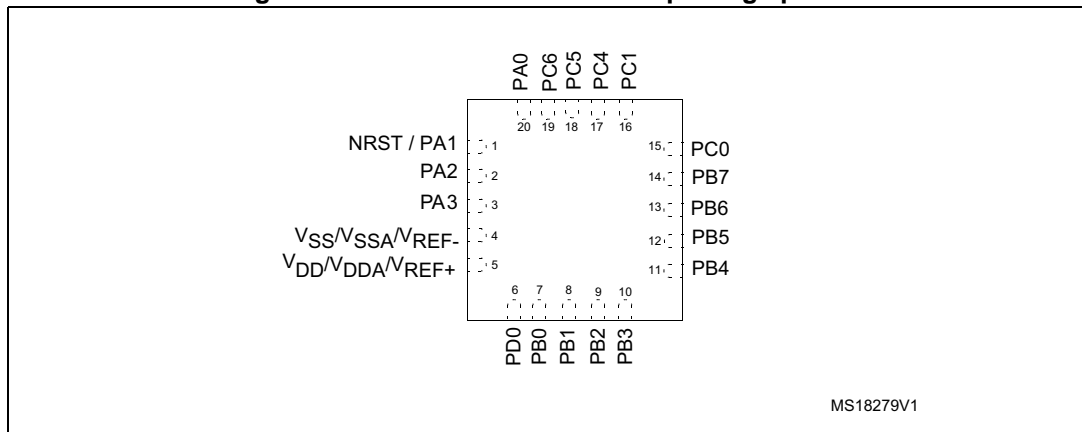 PA0 PC6 PC5 PC4 PC1
20 19 18 17 16
NRST / PA1 1
PA2 2
PA3 3
VSS/VSSA/VREF- 4
VDD/VDDA/VREF+ 5
15 PC0
14 PB7
13 PB6
12 PB5
11 PB4
6 7 8 9 10
PD0 PB0 PB1 PB2 PB3
MS18279V1